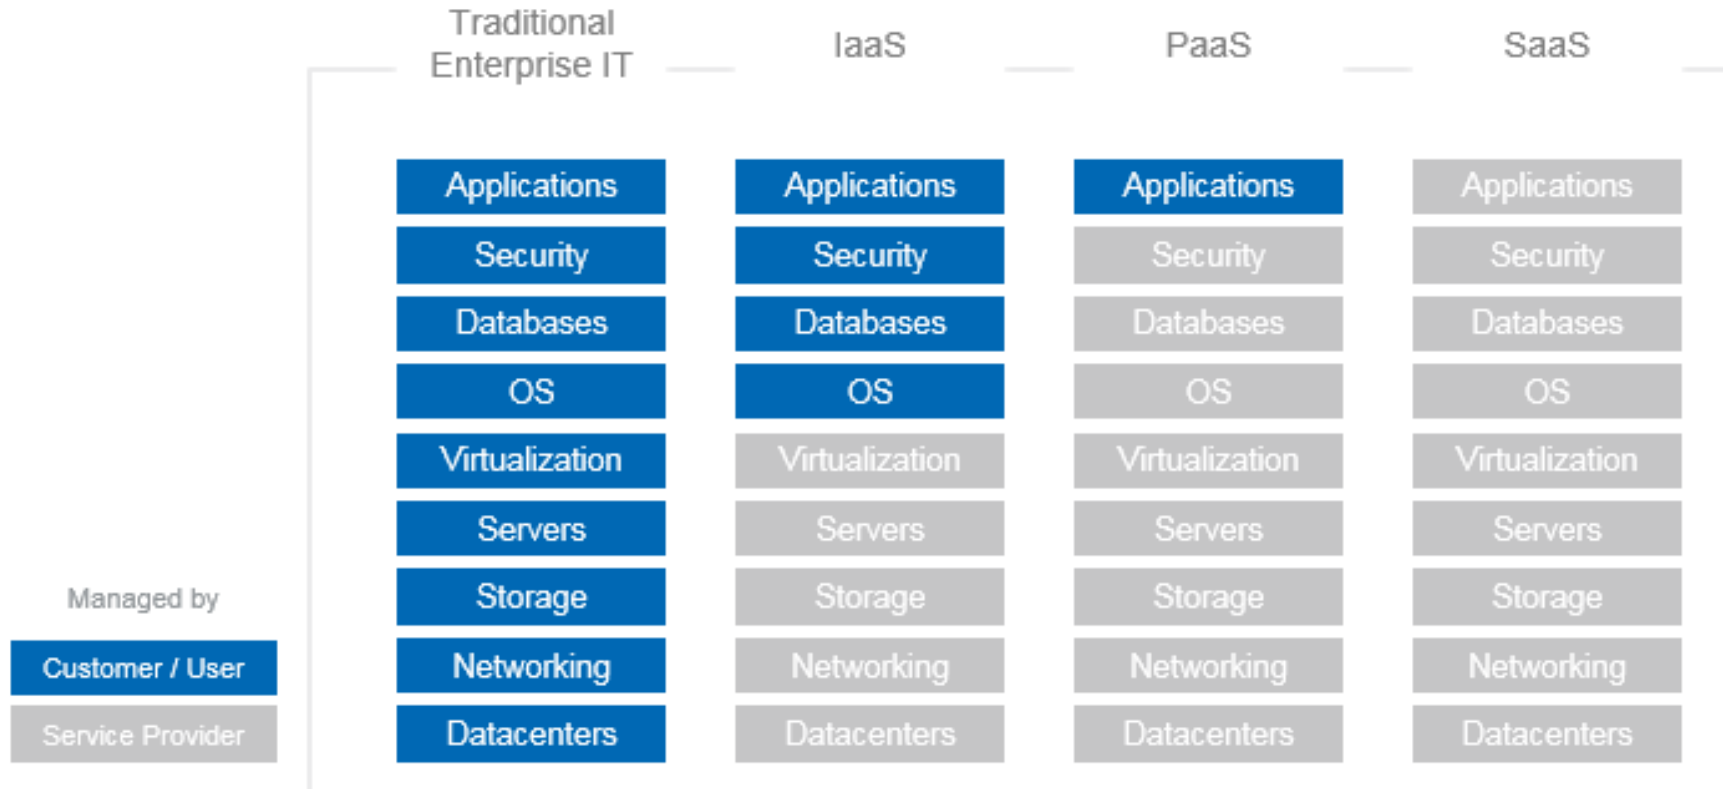 Traditional
Enterprise IT
IaaS
PaaS
SaaS
Applications
Applications
Applications
Applications
Security
Security
Security
Security
Databases
Databases
Databases
Databases
OS
OS
OS
OS
Virtualization
Virtualization
Virtualization
Virtualization
Servers
Servers
Servers
Servers
Managed by
Storage
Storage
Storage
Storage
Customer / User
Networking
Networking
Networking
Networking
Service Provider
Datacenters
Datacenters
Datacenters
Datacenters